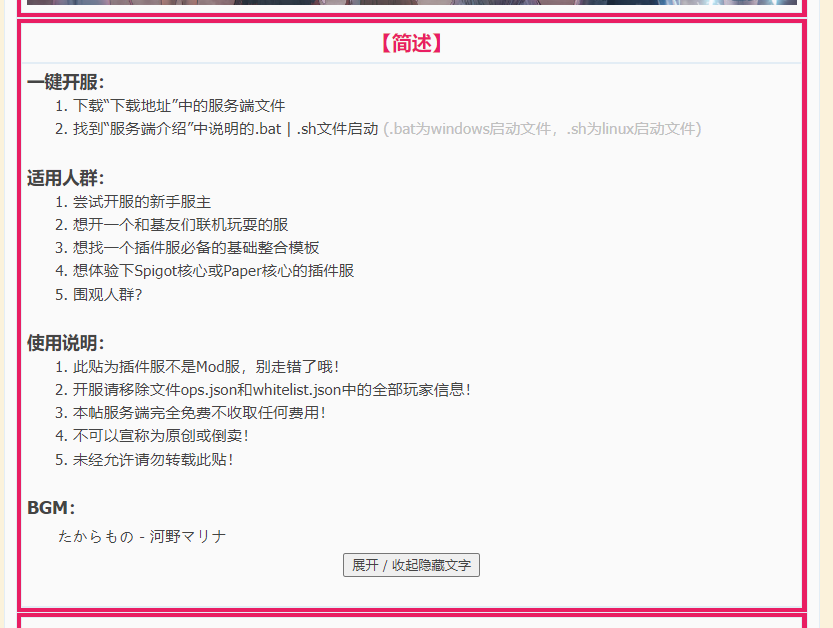 【简述】
一键开服：
1. 下载“下载地址”中的服务端文件
2. 找到“服务端介绍”中说明的.bat | .sh文件启动 (.bat为windows启动文件，.sh为linux启动文件)
适用人群：
1. 尝试开服的新手服主
2. 想开一个和基友们联机玩耍的服
3. 想找一个插件服必备的基础整合模板
4. 想体验下Spigot核心或Paper核心的插件服
5. 围观人群？
使用说明：
1. 此贴为插件服不是Mod服，别走错了哦！
2. 开服请移除文件ops.json和whitelist.json中的全部玩家信息！
3. 本帖服务端完全免费不收取任何费用！
4. 不可以宣称为原创或倒卖！
5. 未经允许请勿转载此贴！
BGM：
たからもの - 河野マリナ
展开 / 收起隐藏文字